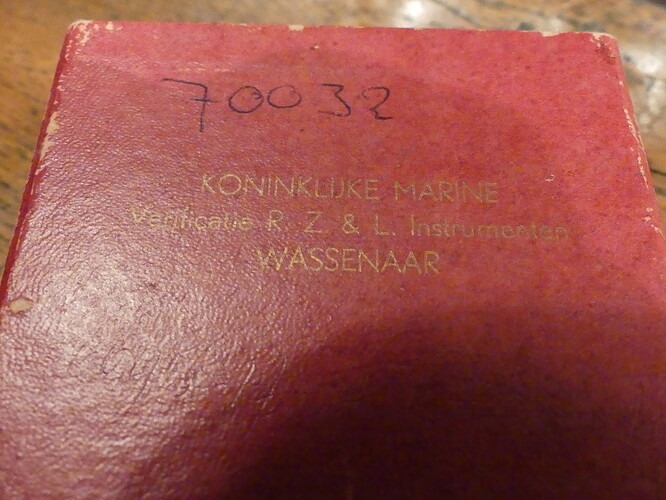 70032
KONINKLIJKE MARINE
Verificatie R. Z. & L. Instrumenten
WASSENAAR